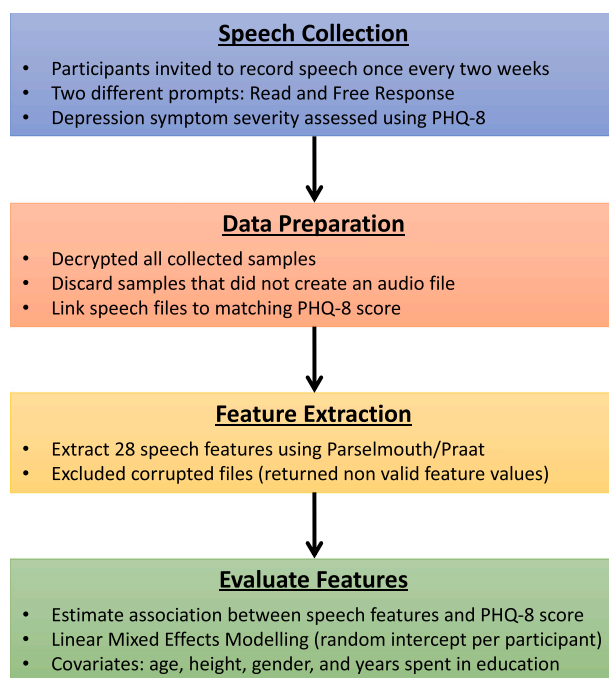 Speech Collection
• Participants invited to record speech once every two weeks
• Two different prompts: Read and Free Response
• Depression symptom severity assessed using PHQ-8
Data Preparation
• Decrypted all collected samples
• Discard samples that did not create an audio file
• Link speech files to matching PHQ-8 score
Feature Extraction
• Extract 28 speech features using Parselmouth/Praat
• Excluded corrupted files (returned non valid feature values)
Evaluate Features
• Estimate association between speech features and PHQ-8 score
• Linear Mixed Effects Modelling (random intercept per participant)
• Covariates: age, height, gender, and years spent in education